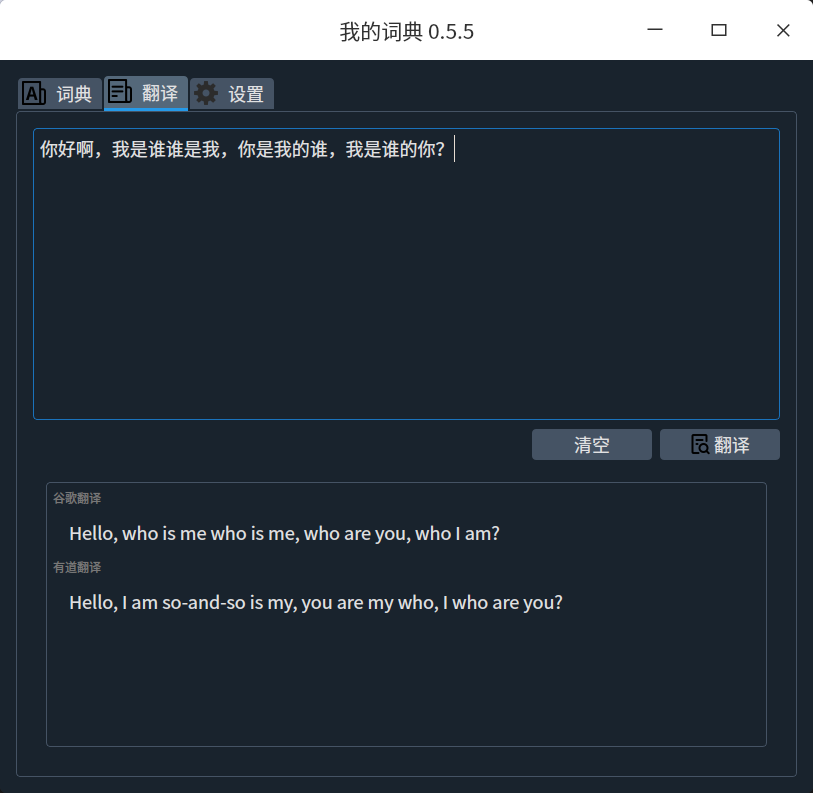 我的词典 0.5.5
词典 翻译 设置
你好啊，我是谁谁是我，你是我的谁，我是谁的你？
清空 翻译
谷歌翻译
Hello, who is me who is me, who are you, who I am?
有道翻译
Hello, I am so-and-so is my, you are my who, I who are you?